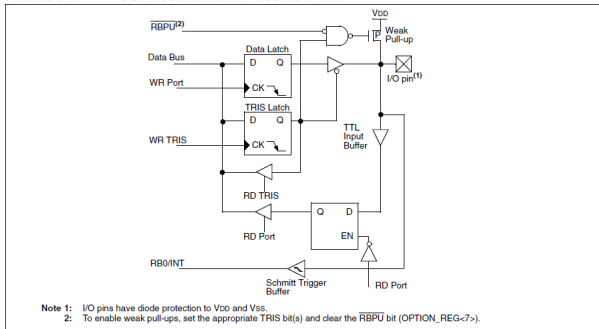 VDD
RBPU(2)
Weak
Pull-up
P
Data Bus
Data Latch
D Q
WR Port
CK
I/O pin(1)
TRIS Latch
D Q
WR TRIS
CK
TTL
Input
Buffer
RD TRIS
Q D
RD Port
EN
RB0/INT
Schmitt Trigger
Buffer
RD Port
Note 1: I/O pins have diode protection to VDD and VSS.
2: To enable weak pull-ups, set the appropriate TRIS bit(s) and clear the RBPU bit (OPTION_REG<7>).